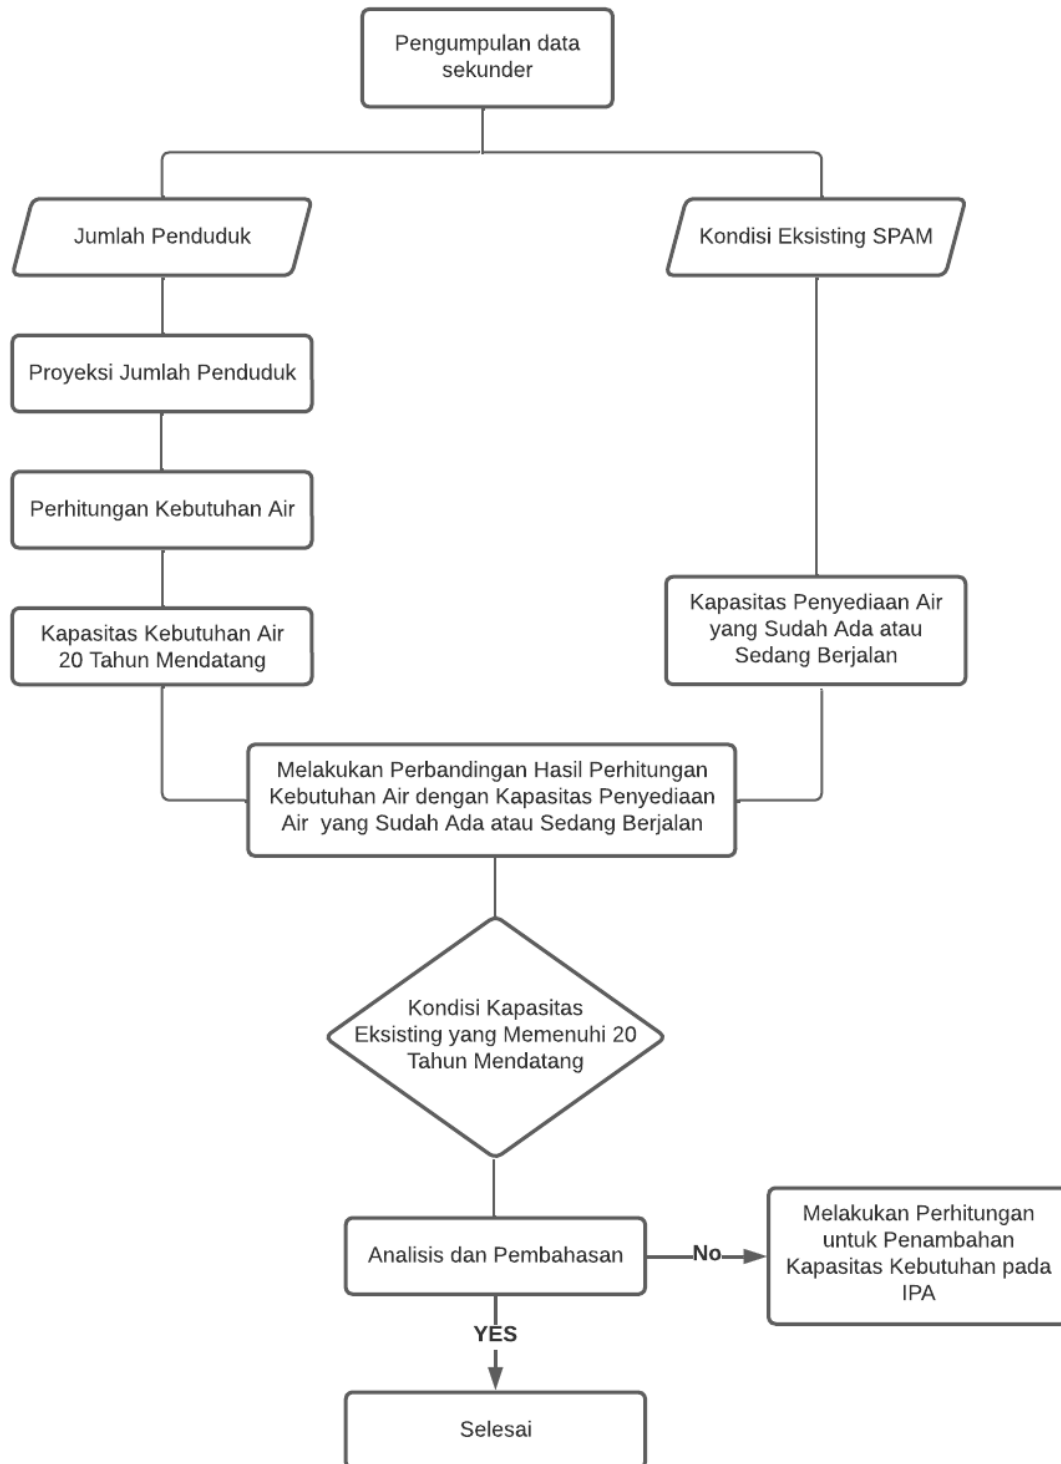 Pengumpulan data
sekunder
Jumlah Penduduk
Kondisi Eksisting SPAM
Proyeksi Jumlah Penduduk
Perhitungan Kebutuhan Air
Kapasitas Kebutuhan Air
20 Tahun Mendatang
Kapasitas Penyediaan Air
yang Sudah Ada atau
Sedang Berjalan
Melakukan Perbandingan Hasil Perhitungan
Kebutuhan Air dengan Kapasitas Penyediaan
Air yang Sudah Ada atau Sedang Berjalan
Kondisi Kapasitas
Eksisting yang Memenuhi 20
Tahun Mendatang
Analisis dan Pembahasan
No
Melakukan Perhitungan
untuk Penambahan
Kapasitas Kebutuhan pada
IPA
YES
Selesai